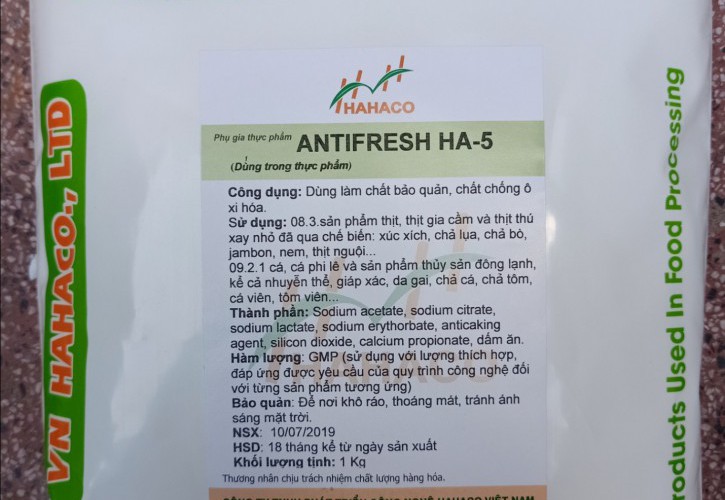 HAHACO
Phụ gia thực phẩm ANTIFRESH HA-5
(Dùng trong thực phẩm)
Công dụng: Dùng làm chất bảo quản, chất chống ô
xi hóa.
Sử dụng: 08.3.sản phẩm thịt, thịt gia cầm và thịt thú
xay nhỏ đã qua chế biến: xúc xích, chả lụa, chả bò,
jambon, nem, thịt nguội...
09.2.1 cá, cá phi lê và sản phẩm thủy sản đông lạnh,
kể cả nhuyễn thể, giáp xác, da gai, chả cá, chả tôm,
cá viên, tôm viên...
Thành phần: Sodium acetate, sodium citrate,
sodium lactate, sodium erythorbate, anticaking
agent, silicon dioxide, calcium propionate, dấm ăn.
Hàm lượng: GMP (sử dụng với lượng thích hợp,
đáp ứng được yêu cầu của quy trình công nghệ đối
với từng sản phẩm tương ứng)
Bảo quản: Để nơi khô ráo, thoáng mát, tránh ánh
sáng mặt trời.
NSX: 10/07/2019
HSD: 18 tháng kể từ ngày sản xuất
Khối lượng tịnh: 1 Kg
Thương nhân chịu trách nhiệm chất lượng hàng hóa.
VN HAHACO., LTD
roducts Used In Food Processing
HAHACO